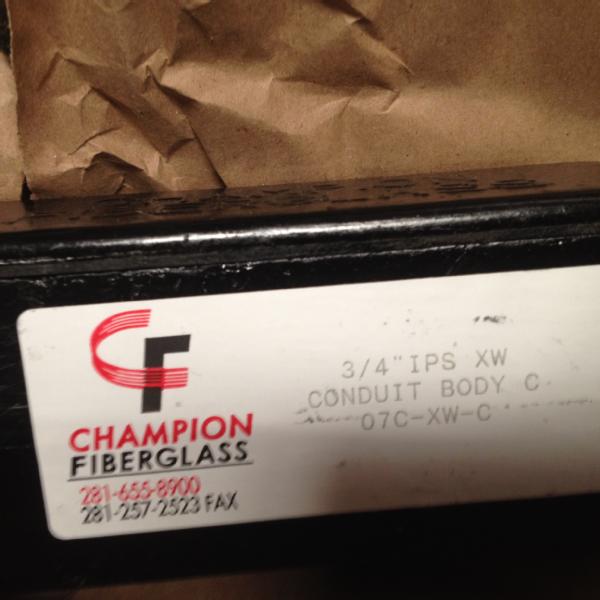 CF
CHAMPION
FIBERGLASS
281-655-8900
281-257-2523 FAX
3/4"IPS XW
CONDUIT BODY C
07C-XW-C